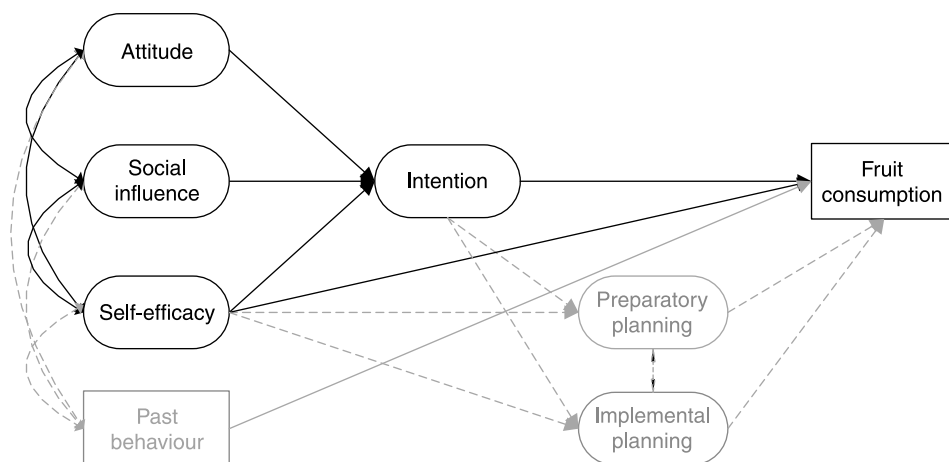 Attitude
Social
influence
Self-efficacy
Past
behaviour
Intention
Preparatory
planning
Implemental
planning
Fruit
consumption